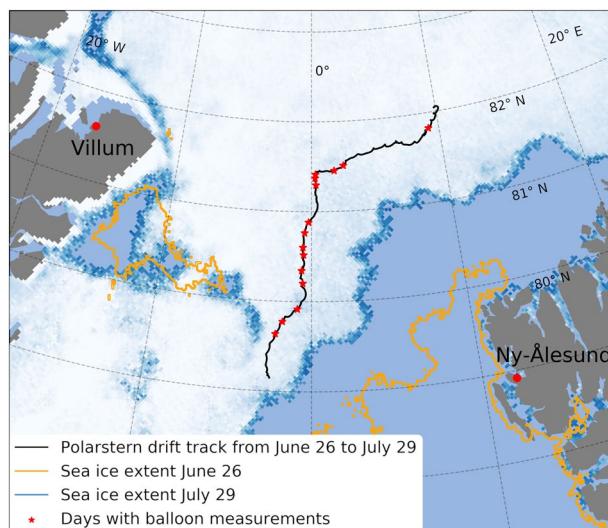 20° W
0°
20° E
82° N
Villum
81° N
80° N
Ny-Ålesund
Polarstern drift track from June 26 to July 29
Sea ice extent June 26
Sea ice extent July 29
Days with balloon measurements